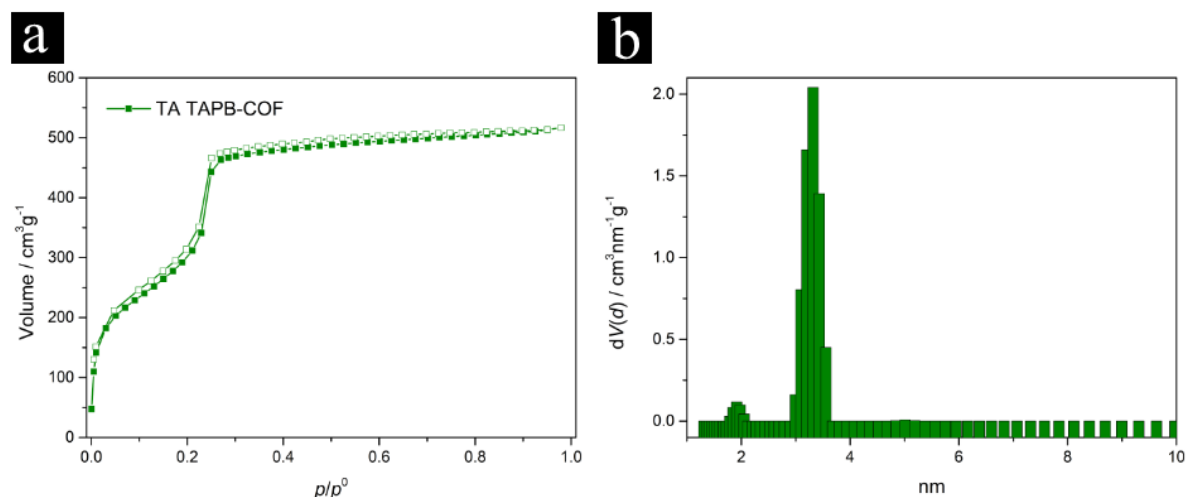 a
b
600
500
400
300
200
100
0
Volume / cm³g⁻¹
TA TAPB-COF
0.0 0.2 0.4 0.6 0.8 1.0
p/p⁰
2.0
1.5
1.0
0.5
0.0
dV(d) / cm³nm⁻¹g⁻¹
2 4 6 8 10
nm